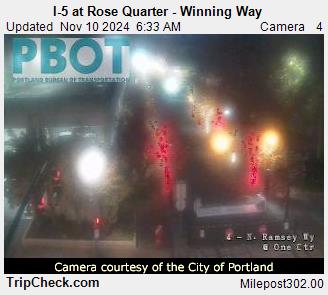 I-5 at Rose Quarter - Winning Way
Updated Nov 10 2024 6:33 AM Camera 4
PBOT
PORTLAND BUREAU OF TRANSPORTATION
4 - N. Ramsey Wy
@ One Ctr
Camera courtesy of the City of Portland
TripCheck.com Milepost302.00